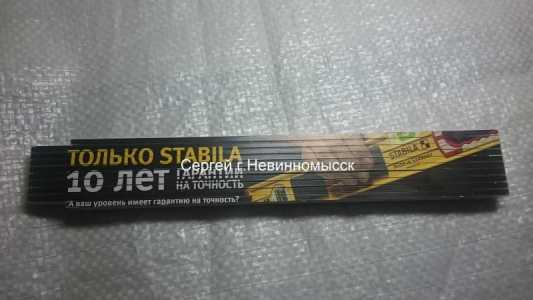 ТОЛЬКО STABILA
Сергей г.Невинномысск
10 ЛЕТ ГАРАНТИИ
НА ТОЧНОСТЬ
А ваш уровень имеет гарантию на точность?
STABILA